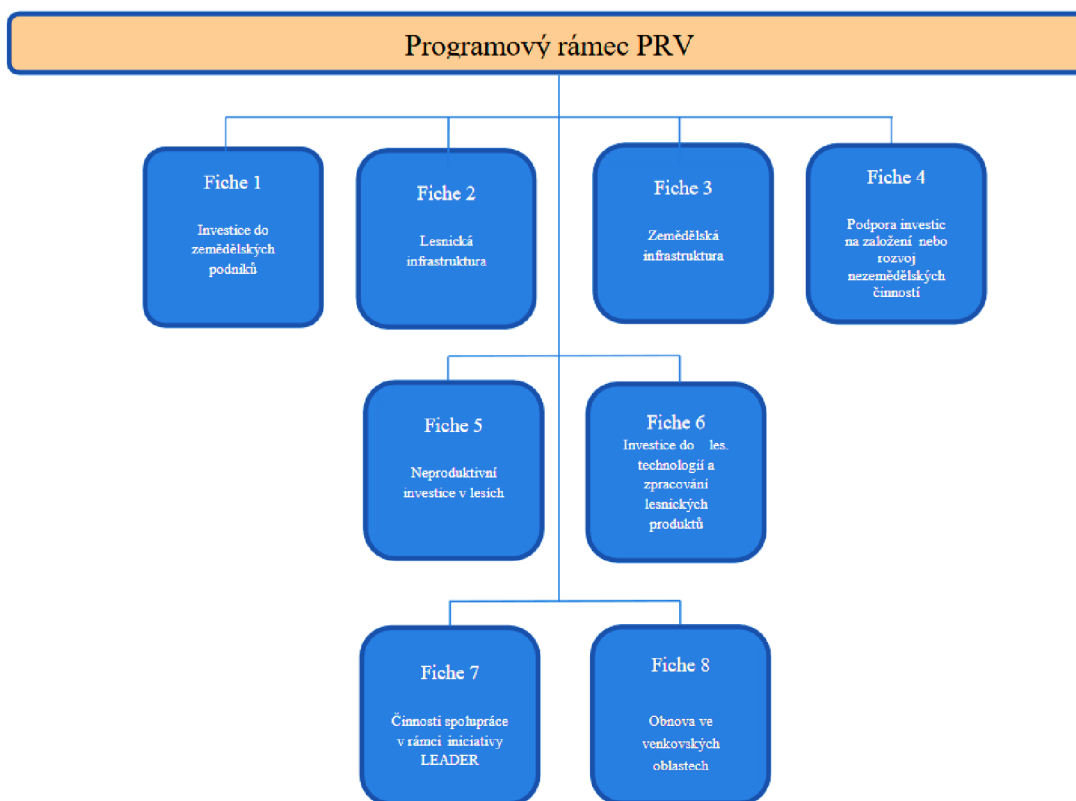 Programový rámec PRV
Fiche 1
Investice do
zemědělských
podniků
Fiche 2
Lesnická
infrastruktura
Fiche 3
Zemědělská
infrastruktura
Fiche 4
Podpora investic
na založení nebo
rozvoj
nezemědělských
činností
Fiche 5
Neproduktivní
investice v lesích
Fiche 6
Investice do les.
technologií a
zpracování
lesnických
produktů
Fiche 7
Činnosti spolupráce
v rámci iniciativy
LEADER
Fiche 8
Obnova ve
venkovských
oblastech